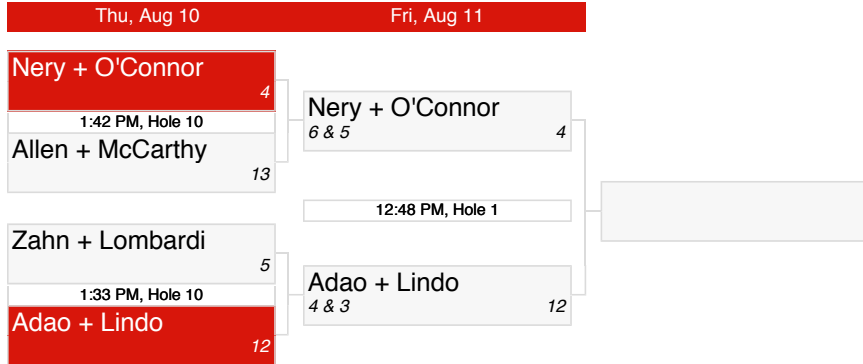 Thu, Aug 10
Fri, Aug 11
Nery + O'Connor
4
1:42 PM, Hole 10
Allen + McCarthy
13
Zahn + Lombardi
5
1:33 PM, Hole 10
Adao + Lindo
12
Nery + O'Connor
6 & 5 4
12:48 PM, Hole 1
Adao + Lindo
4 & 3 12